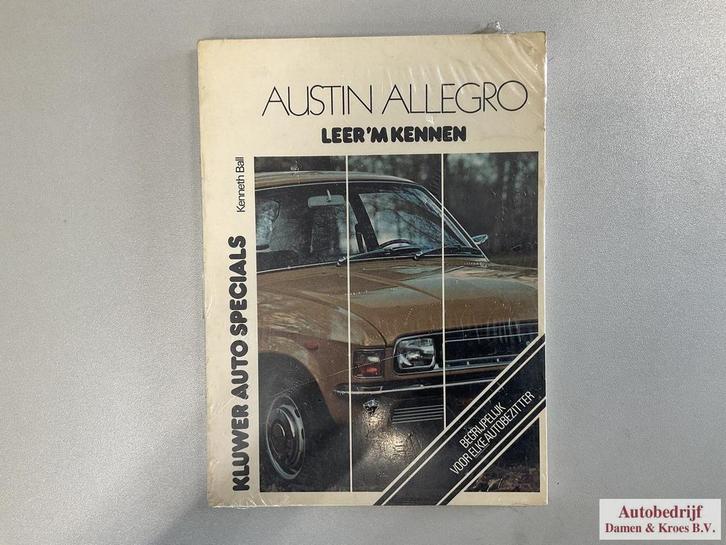 AUSTIN ALLEGRO
LEER'M KENNEN
Kenneth Ball
KLUWER AUTO SPECIALS
BEGRIJPELIJK
VOOR ELKE AUTOBEZITTER
Autobedrijf
Damen & Kroes B.V.